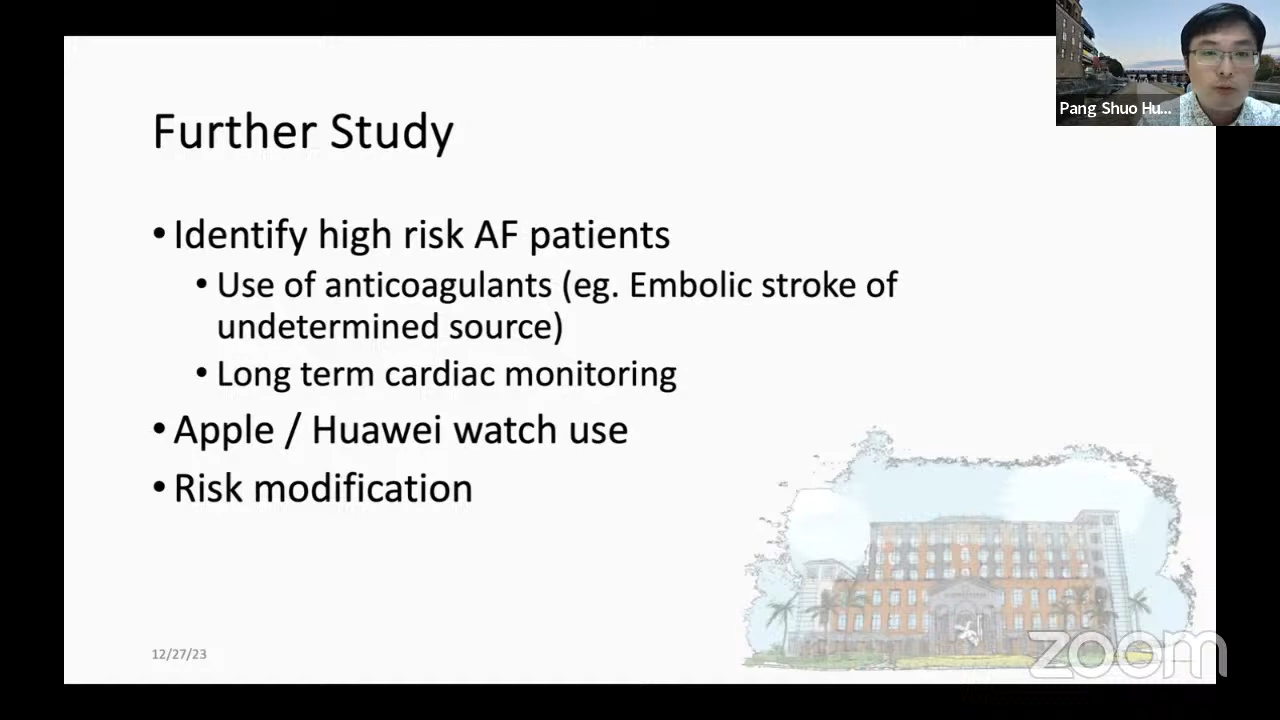 Pang Shuo Hu...
Further Study
• Identify high risk AF patients
• Use of anticoagulants (eg. Embolic stroke of
undetermined source)
• Long term cardiac monitoring
• Apple / Huawei watch use
• Risk modification
12/27/23
zoom